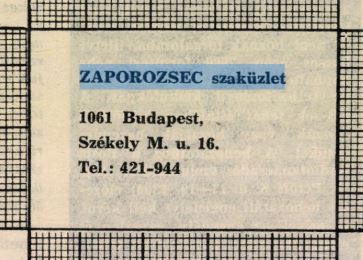 ZAPOROZSEC szaküzlet
1061 Budapest,
Székely M. u. 16.
Tel.: 421-944